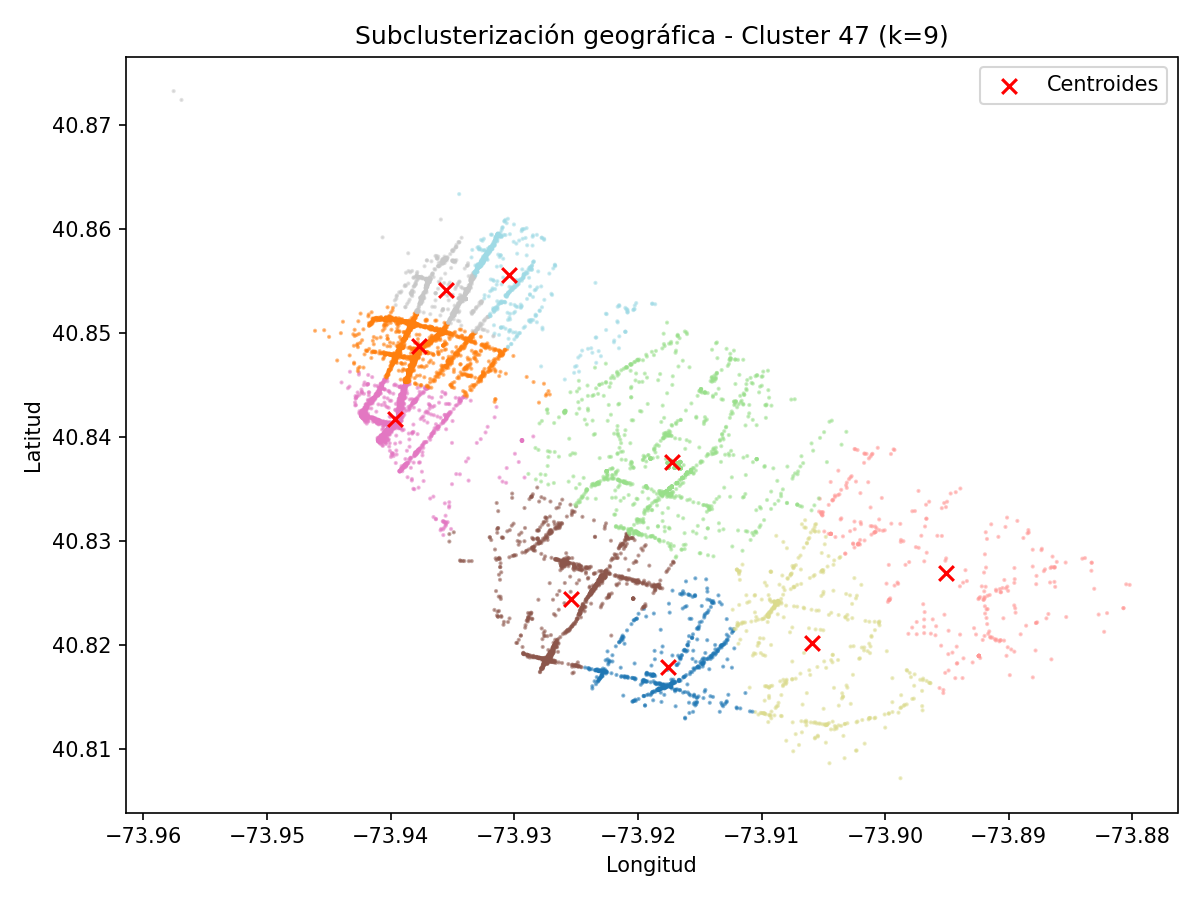 Subclusterización geográfica - Cluster 47 (k=9)
Centroides
40.87
40.86
40.85
40.84
40.83
40.82
40.81
Latitud
−73.96 −73.95 −73.94 −73.93 −73.92 −73.91 −73.90 −73.89 −73.88
Longitud